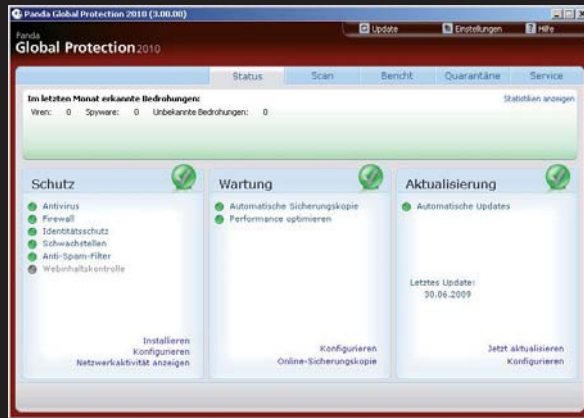 Panda Global Protection 2010 (3.00.00)
Update Einstellungen Hilfe
Panda
Global Protection 2010
Status Scan Bericht Quarantäne Service
Im letzten Monat erkannte Bedrohungen: Statistiken anzeigen
Viren: 0 Spyware: 0 Unbekannte Bedrohungen: 0
Schutz
Antivirus
Firewall
Identitätsschutz
Schwachstellen
Anti-Spam-Filter
Webinhaltskontrolle
Installieren
Konfigurieren
Netzwerkaktivität anzeigen
Wartung
Automatische Sicherungskopie
Performance optimieren
Konfigurieren
Online-Sicherungskopie
Aktualisierung
Automatische Updates
Letztes Update:
30.06.2009
Jetzt aktualisieren
Konfigurieren